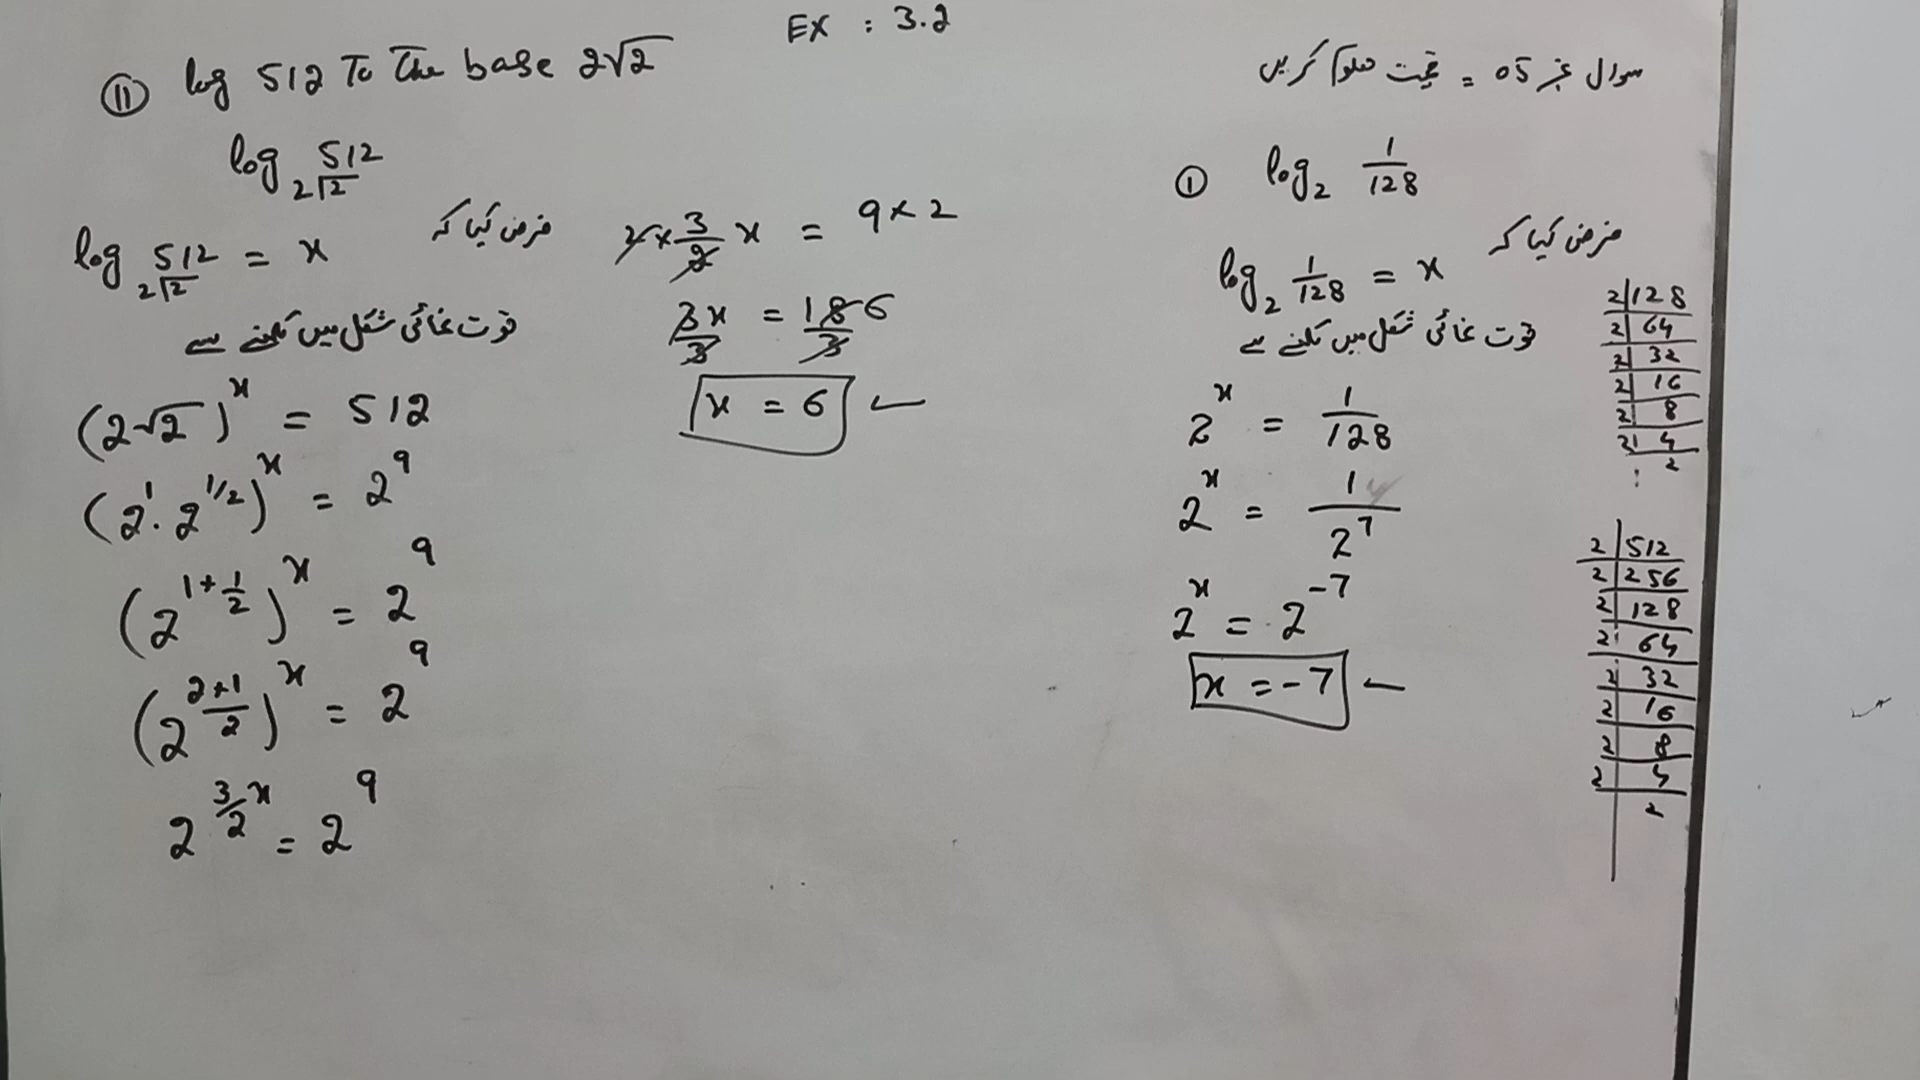 EX : 3.2
سوال نمبر 05 = قیمت معلوم کریں
① log₂ 1/128
فرض کیا کہ
log₂ 1/128 = x
قوت نمائی شکل میں لکھنے سے
2^x = 1/128
2^x = 1/2^7
2^x = 2^-7
x = -7
2|128
2|64
2|32
2|16
2|8
2|4
2
2|512
2|256
2|128
2|64
2|32
2|16
2|8
2|4
2
⑪ log 512 To The base 2√2
log_2√2 512
log_2√2 512 = x فرض کیا کہ
قوت نمائی شکل میں لکھنے سے
(2√2)^x = 512
(2^1 . 2^1/2)^x = 2^9
(2^1+1/2)^x = 2^9
(2^2+1/2)^x = 2^9
2^3/2 x = 2^9
2 × 3/2 x = 9 × 2
3x/3 = 18/3 6
x = 6